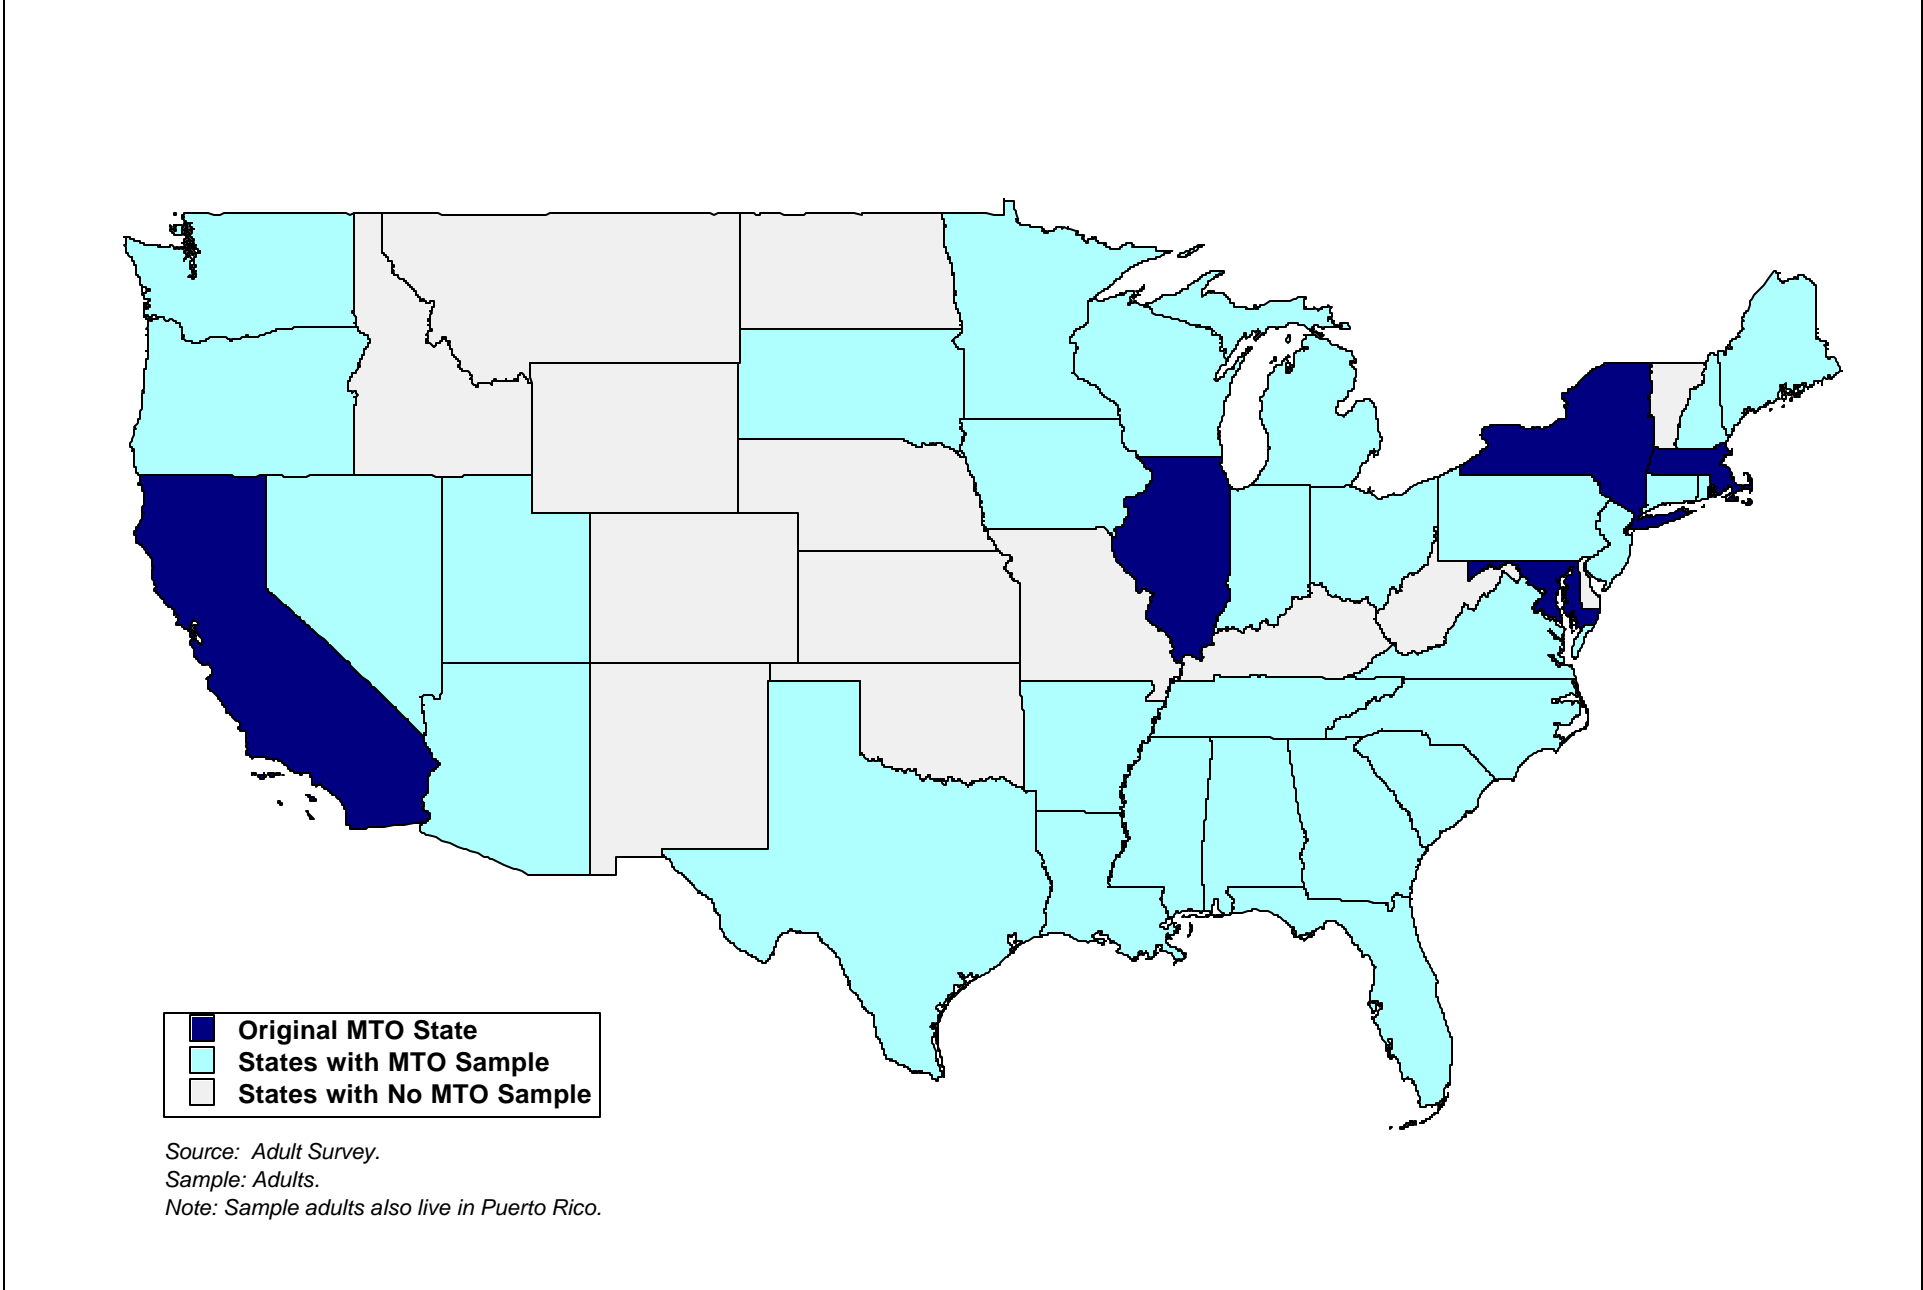 Original MTO State
States with MTO Sample
States with No MTO Sample
Source:  Adult Survey.
Sample: Adults.
Note: Sample adults also live in Puerto Rico.